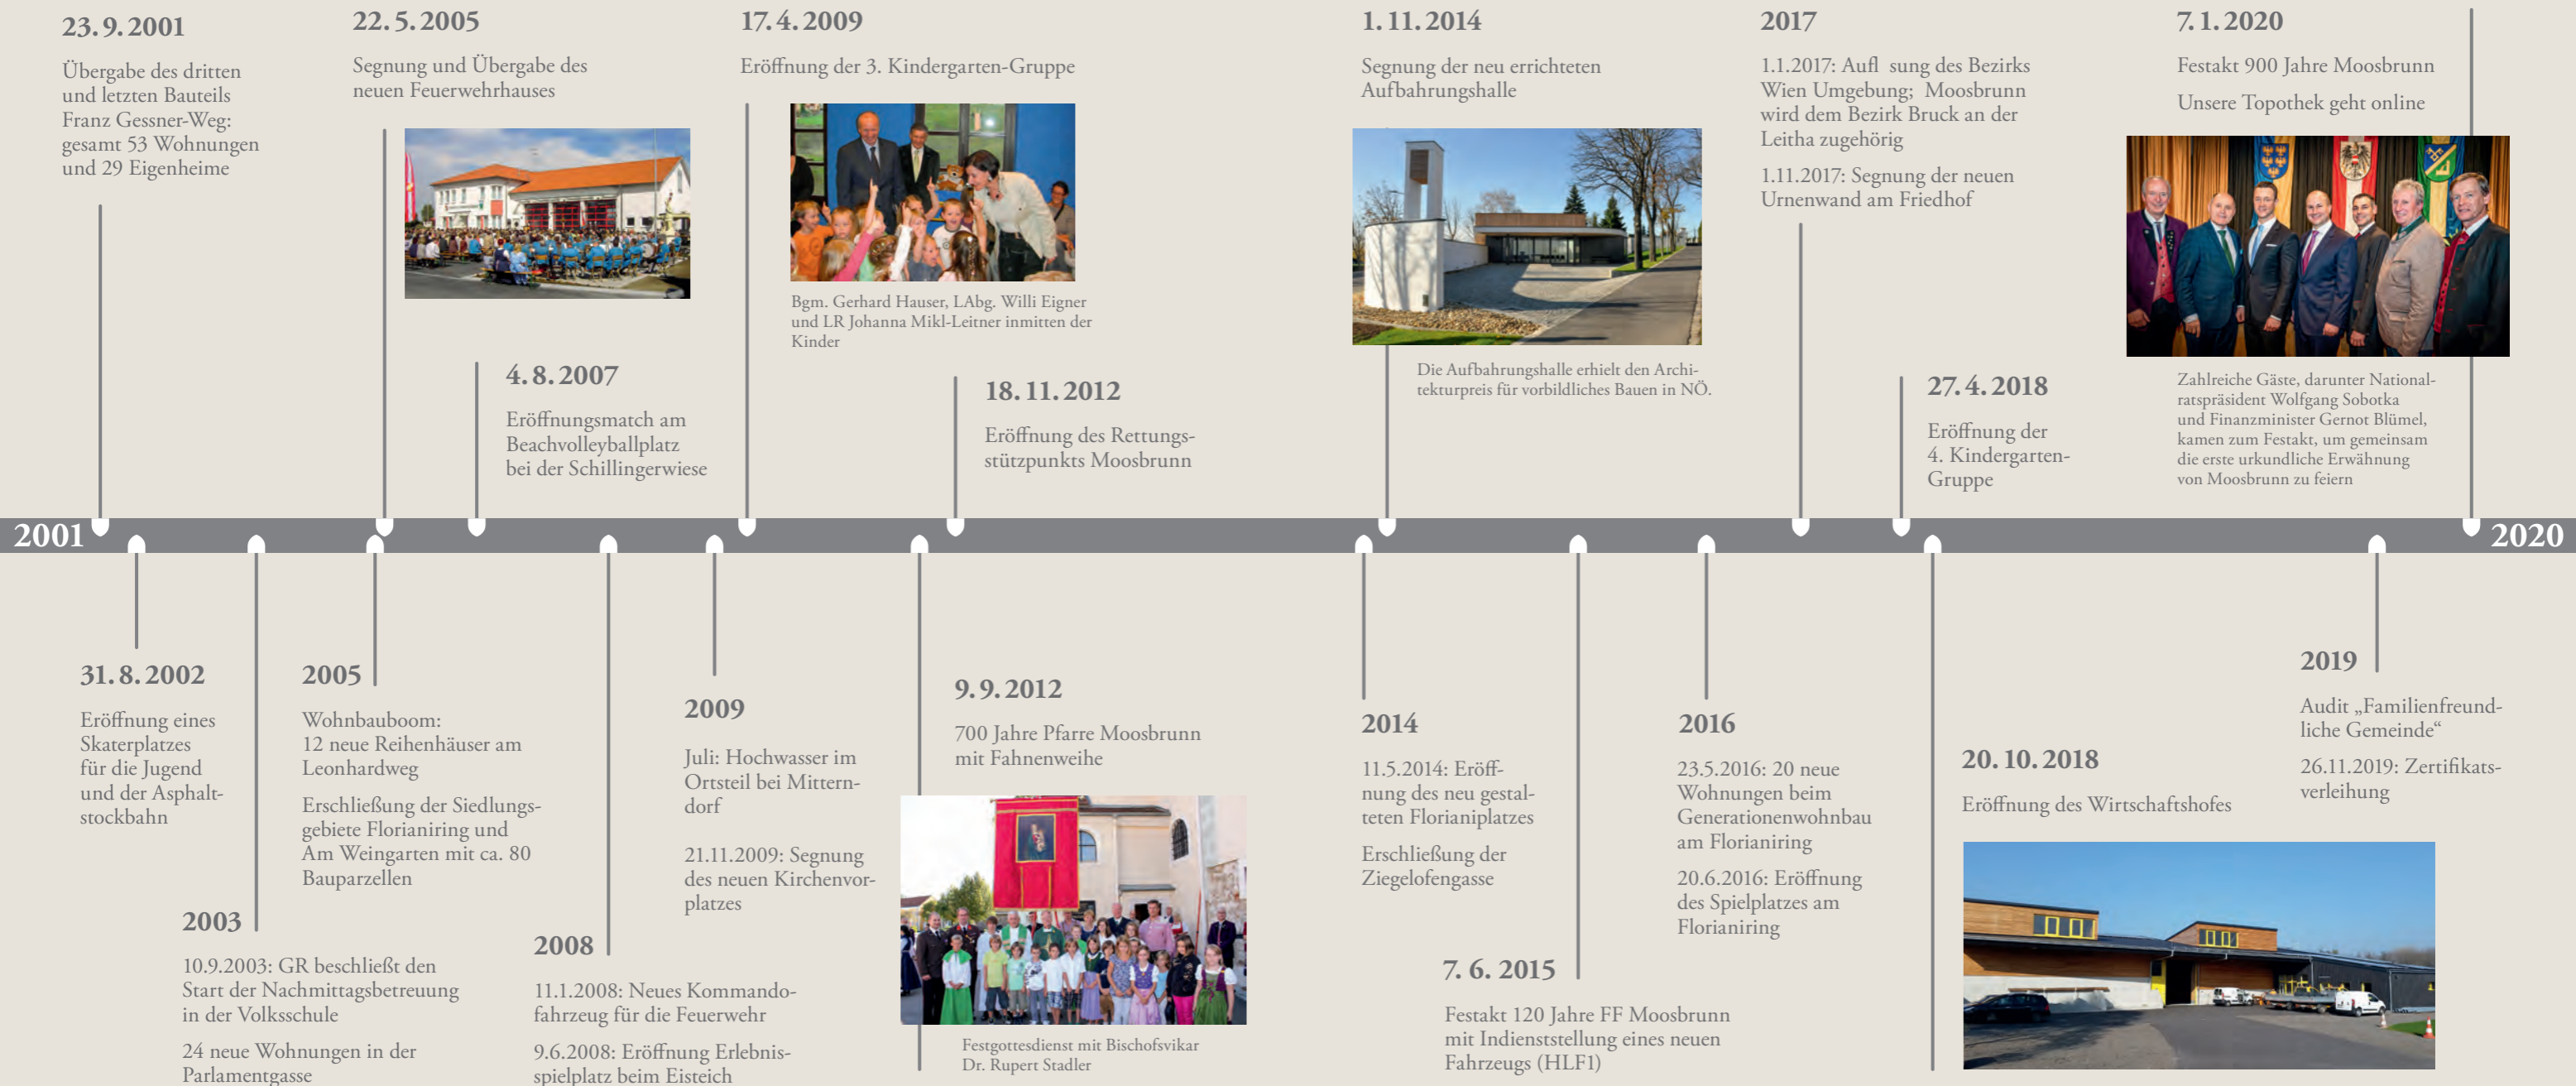 23.9.2001
Übergabe des dritten
und letzten Bauteils
Franz Gessner-Weg:
gesamt 53 Wohnungen
und 29 Eigenheime
22.5.2005
Segnung und Übergabe des
neuen Feuerwehrhauses
4.8.2007
Eröffnungsmatch am
Beachvolleyballplatz
bei der Schillingerwiese
17.4.2009
Eröffnung der 3. Kindergarten-Gruppe
Bgm. Gerhard Hauser, LAbg. Willi Eigner
und LR Johanna Mikl-Leitner inmitten der
Kinder
18.11.2012
Eröffnung des Rettungs-
stützpunkts Moosbrunn
1.11.2014
Segnung der neu errichteten
Aufbahrungshalle
Die Aufbahrungshalle erhielt den Archi-
tekturpreis für vorbildliches Bauen in NÖ.
2017
1.1.2017: Aufl sung des Bezirks
Wien Umgebung; Moosbrunn
wird dem Bezirk Bruck an der
Leitha zugehörig
1.11.2017: Segnung der neuen
Urnenwand am Friedhof
27.4.2018
Eröffnung der
4. Kindergarten-
Gruppe
7.1.2020
Festakt 900 Jahre Moosbrunn
Unsere Topothek geht online
Zahlreiche Gäste, darunter National-
ratspräsident Wolfgang Sobotka
und Finanzminister Gernot Blümel,
kamen zum Festakt, um gemeinsam
die erste urkundliche Erwähnung
von Moosbrunn zu feiern
2001
2020
31.8.2002
Eröffnung eines
Skaterplatzes
für die Jugend
und der Asphalt-
stockbahn
2003
10.9.2003: GR beschließt den
Start der Nachmittagsbetreuung
in der Volksschule
24 neue Wohnungen in der
Parlamentgasse
2005
Wohnbauboom:
12 neue Reihenhäuser am
Leonhardweg
Erschließung der Siedlungs-
gebiete Florianiring und
Am Weingarten mit ca. 80
Bauparzellen
2008
11.1.2008: Neues Kommando-
fahrzeug für die Feuerwehr
9.6.2008: Eröffnung Erlebnis-
spielplatz beim Eisteich
2009
Juli: Hochwasser im
Ortsteil bei Mittern-
dorf
21.11.2009: Segnung
des neuen Kirchenvor-
platzes
9.9.2012
700 Jahre Pfarre Moosbrunn
mit Fahnenweihe
Festgottesdienst mit Bischofsvikar
Dr. Rupert Stadler
2014
11.5.2014: Eröff-
nung des neu gestal-
teten Florianiplatzes
Erschließung der
Ziegelofengasse
7. 6. 2015
Festakt 120 Jahre FF Moosbrunn
mit Indienststellung eines neuen
Fahrzeugs (HLF1)
2016
23.5.2016: 20 neue
Wohnungen beim
Generationenwohnbau
am Florianiring
20.6.2016: Eröffnung
des Spielplatzes am
Florianiring
20.10.2018
Eröffnung des Wirtschaftshofes
2019
Audit „Familienfreund-
liche Gemeinde“
26.11.2019: Zertifikats-
verleihung